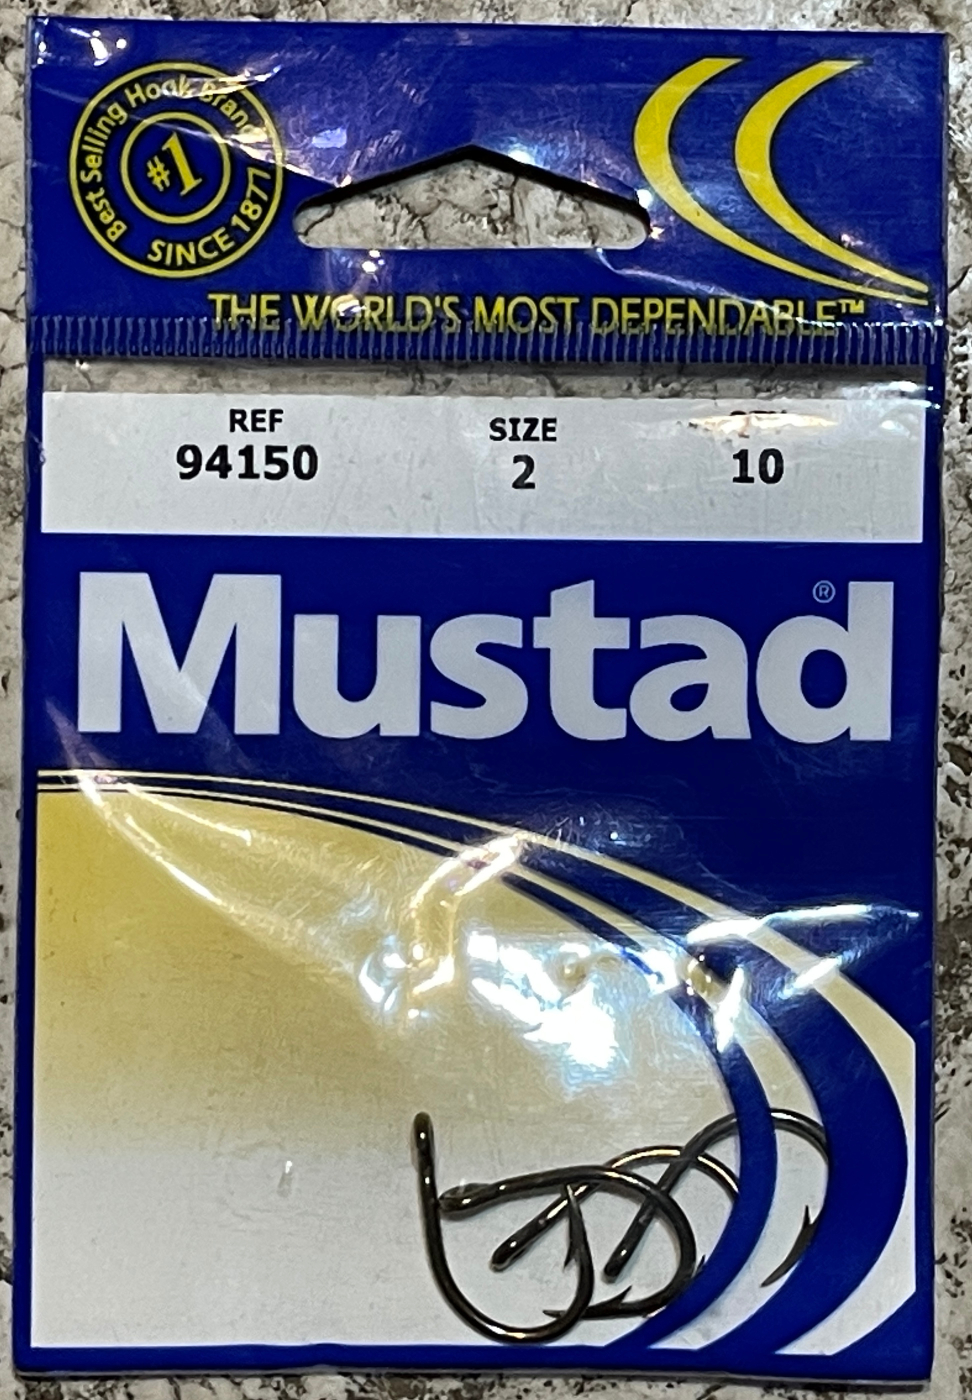 Best Selling Hook Brand
#1
SINCE 1877
THE WORLD'S MOST DEPENDABLE™
REF SIZE
94150 2 10
Mustad®